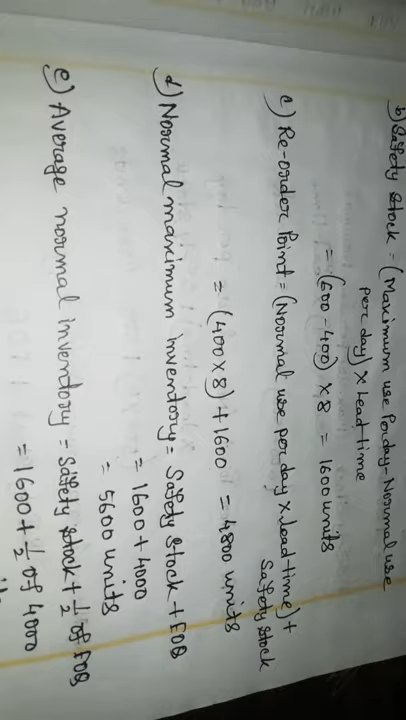 b) Safety Stock = (Maximum use Per day - Normal use
per day) x Lead time
= (600 - 400) x 8 = 1600 units
c) Re-order Point = (Normal use per day x lead-time) +
Safety stock
= (400 x 8) + 1600 = 4800 units
d) Normal maximum inventory = Safety Stock + EOQ
= 1600 + 4000
= 5600 units
e) Average normal inventory = Safety stock + 1/2 of EOQ
= 1600 + 1/2 of 4000